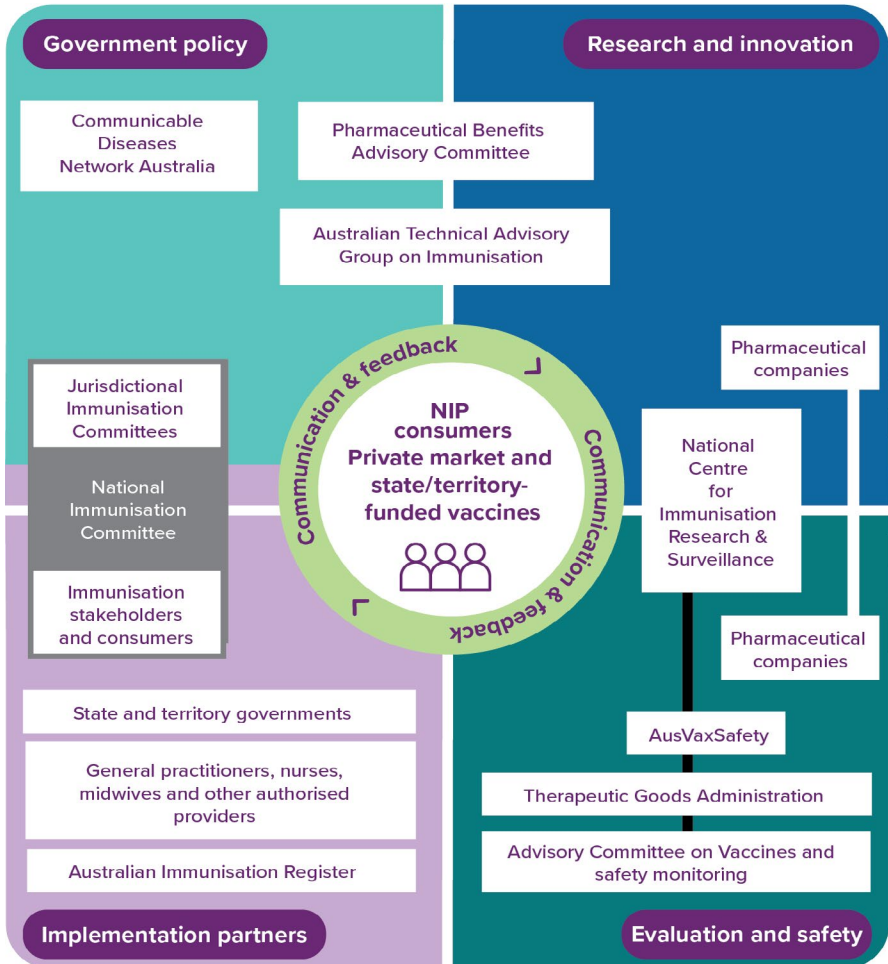 Government policy
Research and innovation
Communicable
Diseases
Network Australia
Pharmaceutical Benefits
Advisory Committee
Australian Technical Advisory
Group on Immunisation
Jurisdictional
Immunisation
Committees
National
Immunisation
Committee
Immunisation
stakeholders
and consumers
Communication & feedback
Communication & feedback
NIP
consumers
Private market and
state/territory-
funded vaccines
Pharmaceutical
companies
National
Centre
for
Immunisation
Research &
Surveillance
Pharmaceutical
companies
State and territory governments
General practitioners, nurses,
midwives and other authorised
providers
Australian Immunisation Register
AusVaxSafety
Therapeutic Goods Administration
Advisory Committee on Vaccines and
safety monitoring
Implementation partners
Evaluation and safety